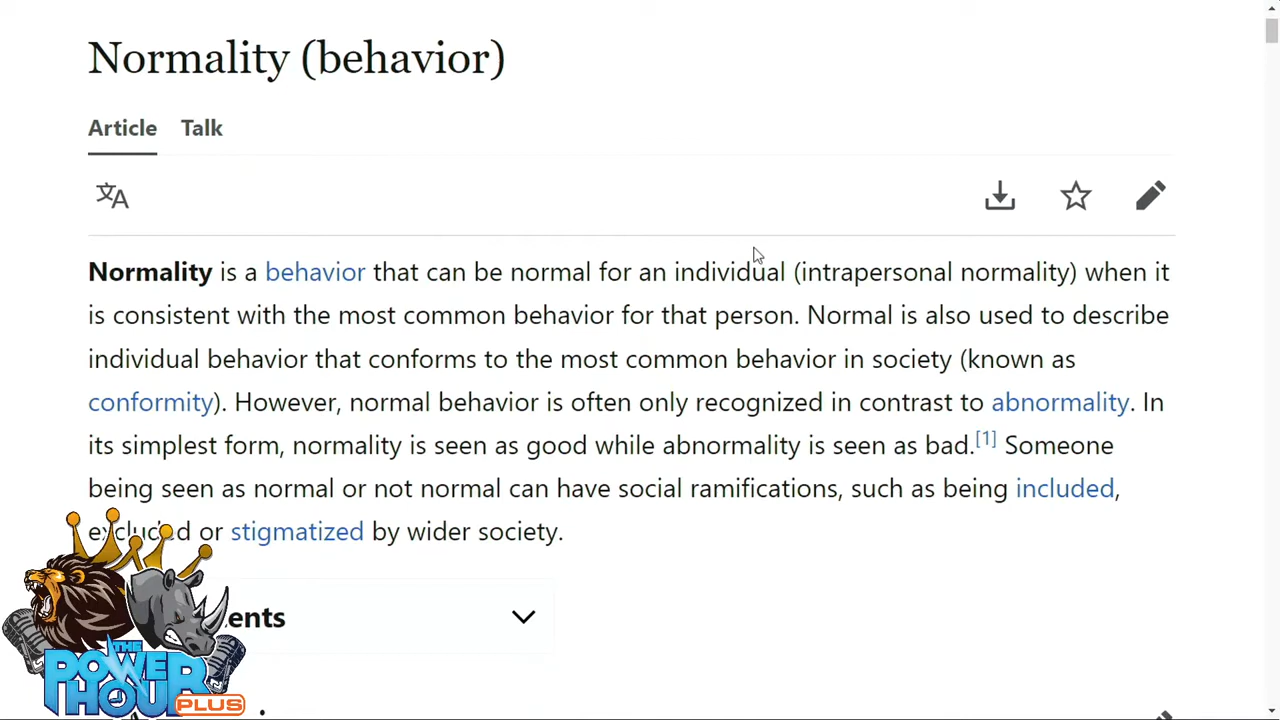 Normality (behavior)
Article Talk
Normality is a behavior that can be normal for an individual (intrapersonal normality) when it
is consistent with the most common behavior for that person. Normal is also used to describe
individual behavior that conforms to the most common behavior in society (known as
conformity). However, normal behavior is often only recognized in contrast to abnormality. In
its simplest form, normality is seen as good while abnormality is seen as bad.[1] Someone
being seen as normal or not normal can have social ramifications, such as being included,
excluded or stigmatized by wider society.
ents
THE
POWER
HOUR
PLUS